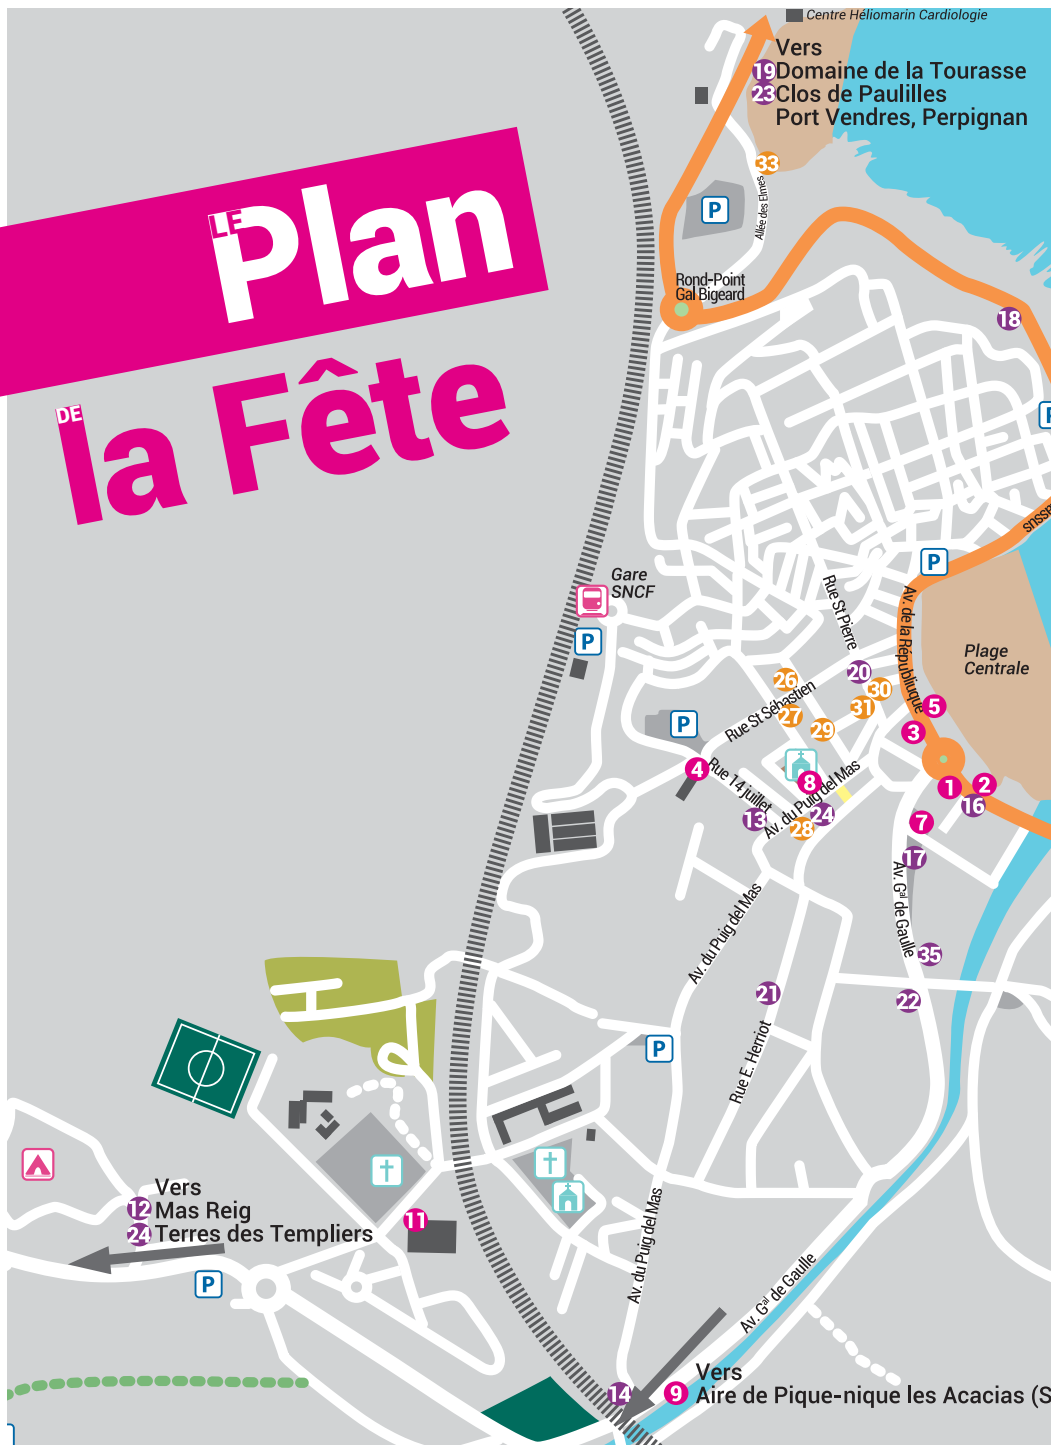 Centre Héliomarin Cardiologie
Vers
19 Domaine de la Tourasse
23 Clos de Paulilles
Port Vendres, Perpignan
33
P
Allée des Elmes
LE
Plan
Rond-Point
Gal Bigeard
18
DE
la Fête
P
Gare
SNCF
P
P
Rue St Pierre
Av. de la République
Plage
Centrale
20
26
30
Rue St Sébastien
27
31
5
29
3
P
4
Rue 14 juillet
8
Av. du Puig del Mas
1
2
16
13
28
24
7
17
Av. Gal de Gaulle
Av. du Puig del Mas
35
21
22
P
Rue E. Herriot
Vers
12 Mas Reig
24 Terres des Templiers
11
P
Av. du Puig del Mas
Av. Gal de Gaulle
Vers
14
9 Aire de Pique-nique les Acacias (S